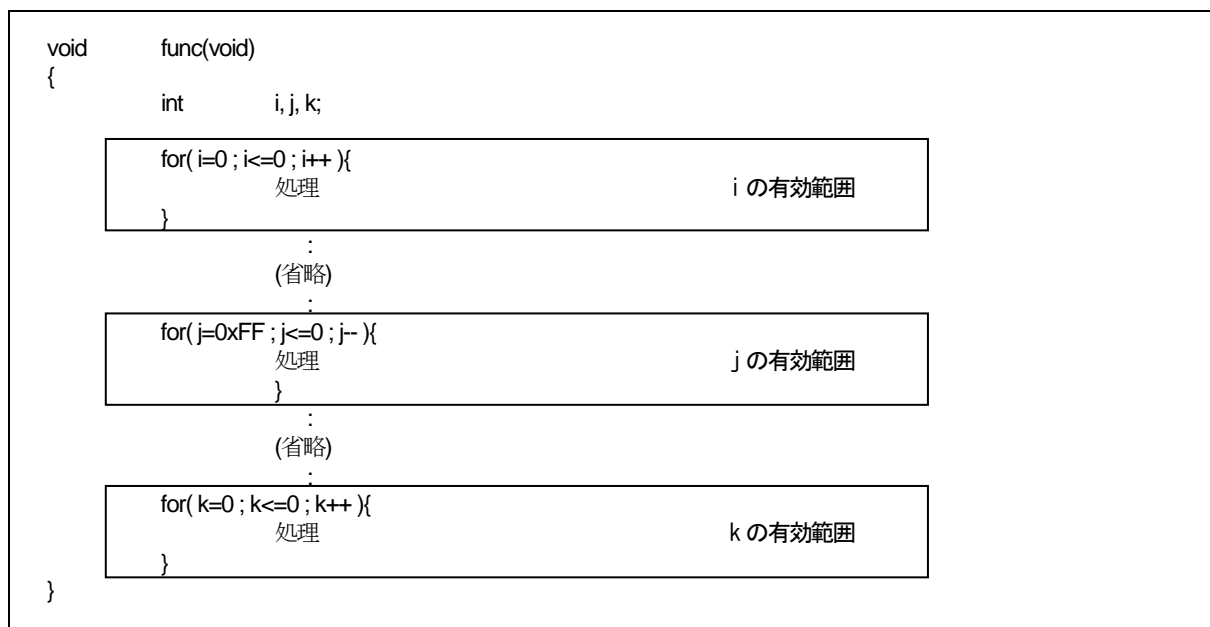 void func(void)
{
int i, j, k;
for( i=0 ; i<=0 ; i++ ){
処理 i の有効範囲
}
:
(省略)
:
for( j=0xFF ; j<=0 ; j-- ){
処理 j の有効範囲
}
:
(省略)
:
for( k=0 ; k<=0 ; k++ ){
処理 k の有効範囲
}
}